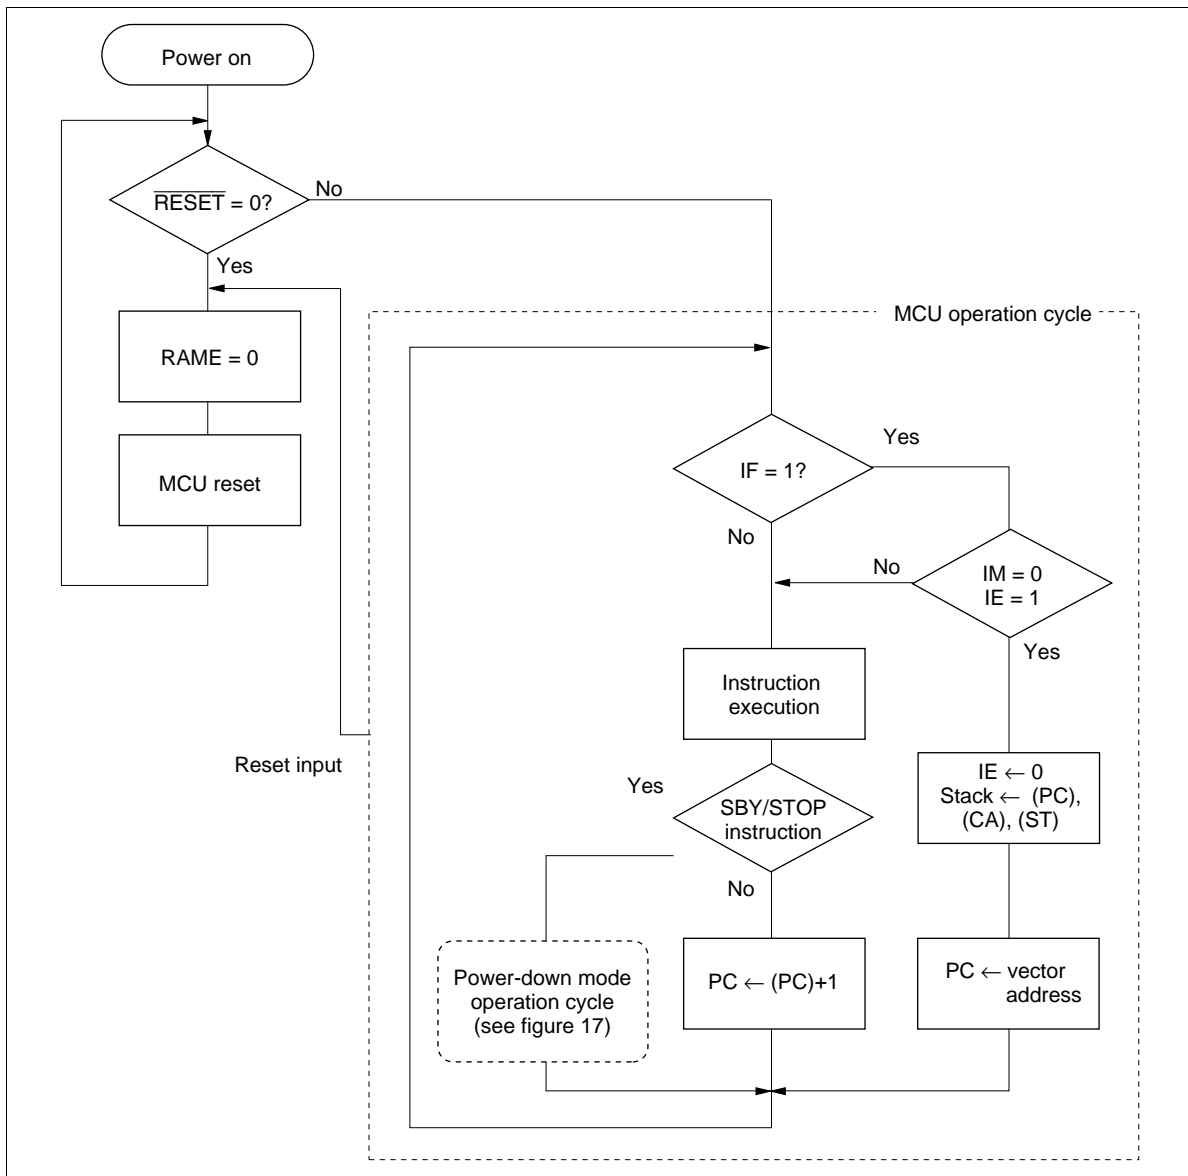 Power on
RESET = 0?
No
Yes
RAME = 0
MCU reset
Reset input
MCU operation cycle
IF = 1?
Yes
No
IM = 0
IE = 1
No
Yes
Instruction
execution
IE ← 0
Stack ← (PC),
(CA), (ST)
Yes
SBY/STOP
instruction
No
Power-down mode
operation cycle
(see figure 17)
PC ← (PC)+1
PC ← vector
address